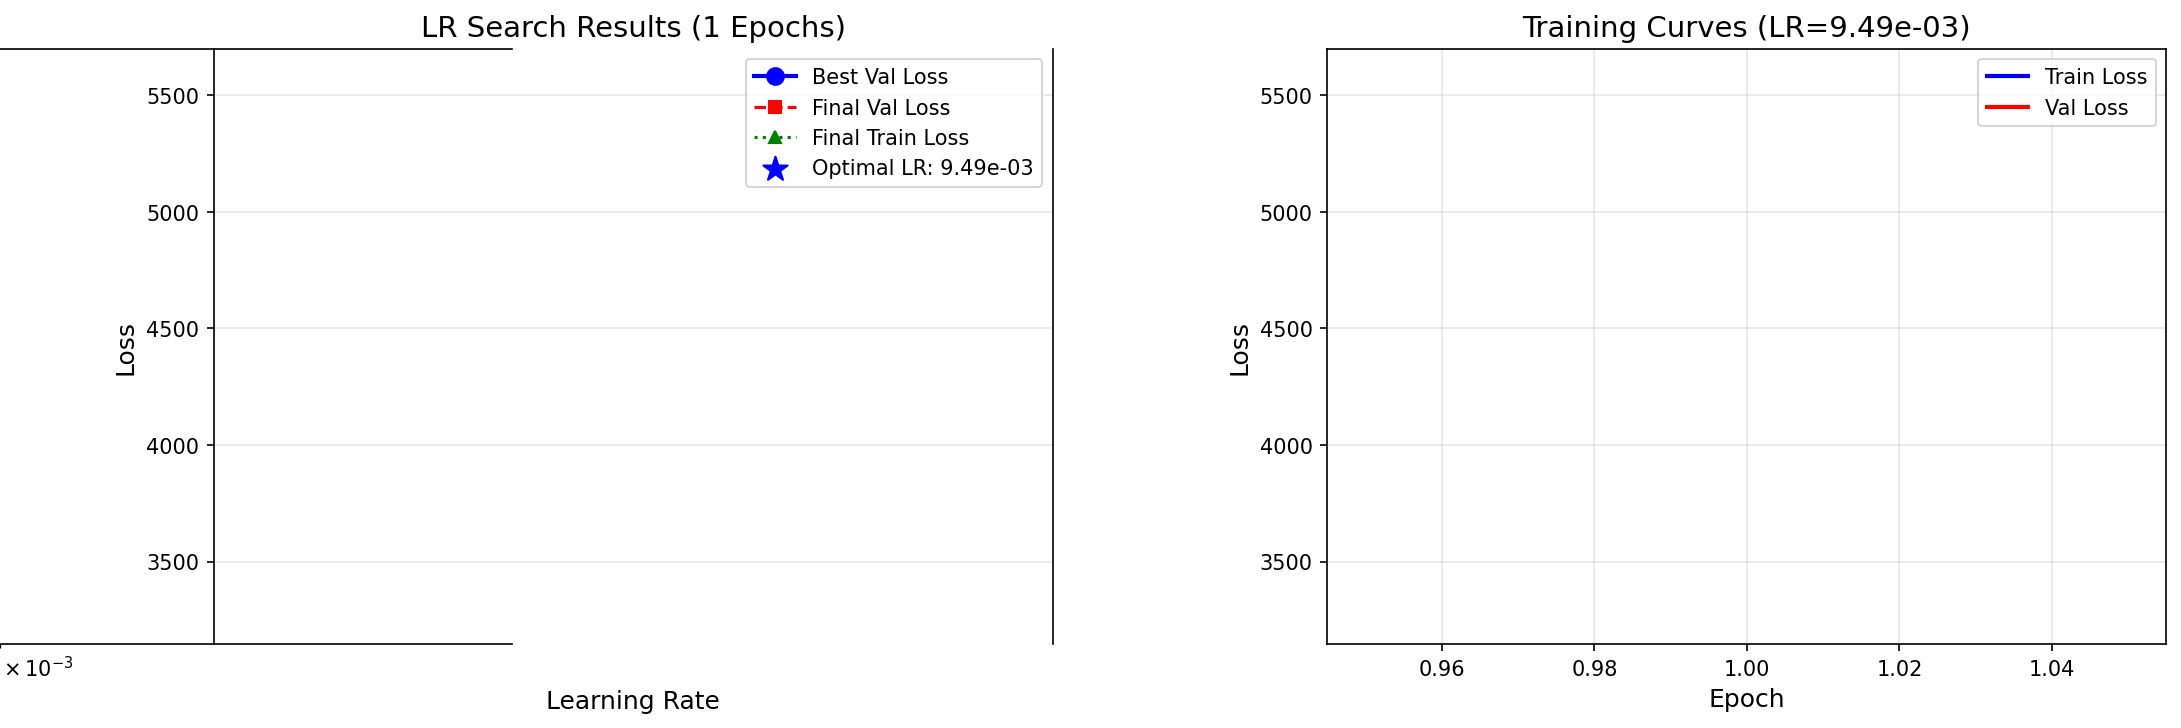 LR Search Results (1 Epochs)
5500
5000
4500
4000
3500
Loss
Best Val Loss
Final Val Loss
Final Train Loss
Optimal LR: 9.49e-03
× 10⁻³
Learning Rate
Training Curves (LR=9.49e-03)
5500
5000
4500
4000
3500
Loss
Train Loss
Val Loss
0.96 0.98 1.00 1.02 1.04
Epoch